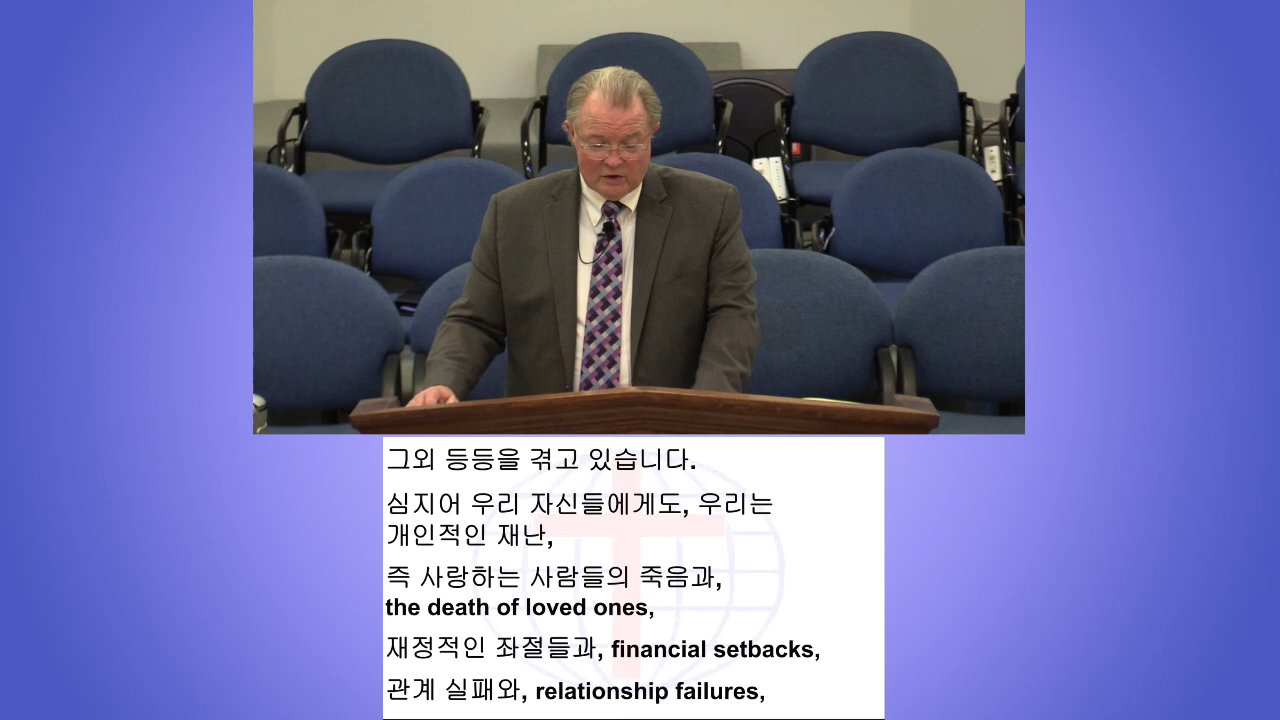 그외 등등을 겪고 있습니다.
심지어 우리 자신들에게도, 우리는
개인적인 재난,
즉 사랑하는 사람들의 죽음과,
the death of loved ones,
재정적인 좌절들과, financial setbacks,
관계 실패와, relationship failures,